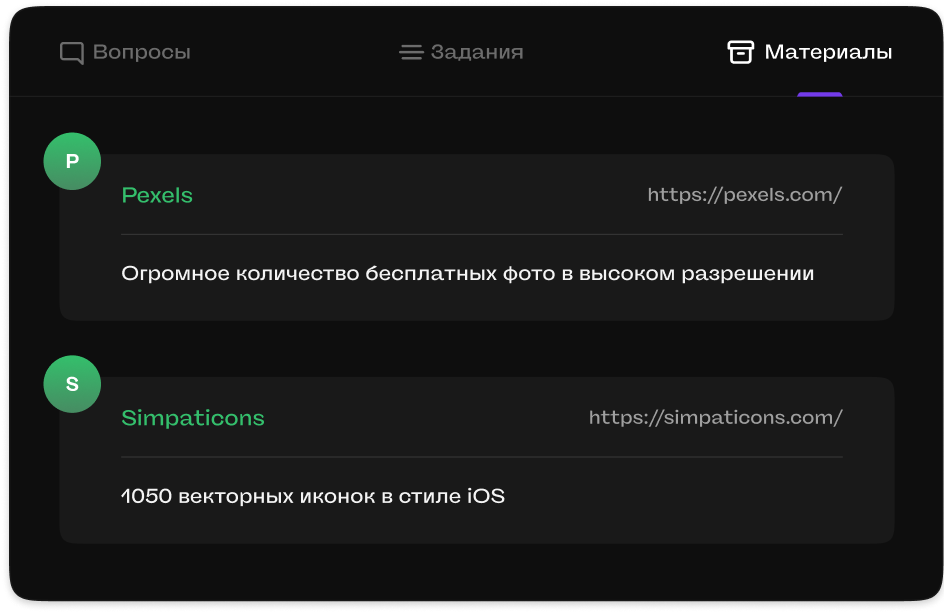 Вопросы
Задания
Материалы
P
Pexels
https://pexels.com/
Огромное количество бесплатных фото в высоком разрешении
S
Simpaticons
https://simpaticons.com/
1050 векторных иконок в стиле iOS